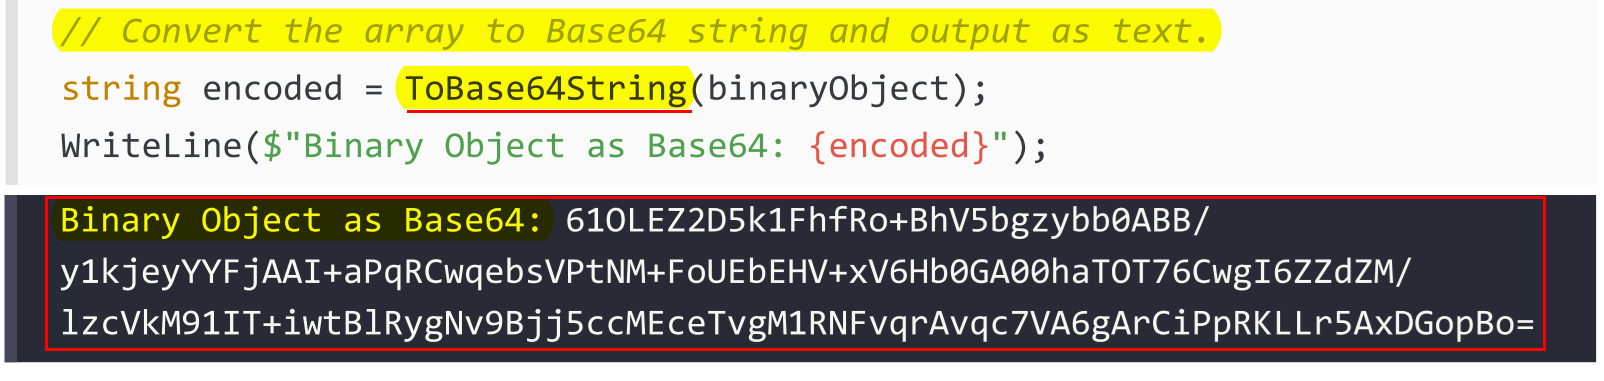 // Convert the array to Base64 string and output as text.
string encoded = ToBase64String(binaryObject);
WriteLine($"Binary Object as Base64: {encoded}");
Binary Object as Base64: 61OLEZ2D5k1FhfRo+BhV5bgzybb0ABB/
y1kjeyYYFjAAI+aPqRCwqebsVPtNM+FoUEbEHV+xV6Hb0GA00haTOT76CwgI6ZZdZM/
lzcVkM91IT+iwtBlRygNv9Bjj5ccMEceTvgM1RNFvqrAvqc7VA6gArCiPpRKLLr5AxDGopBo=